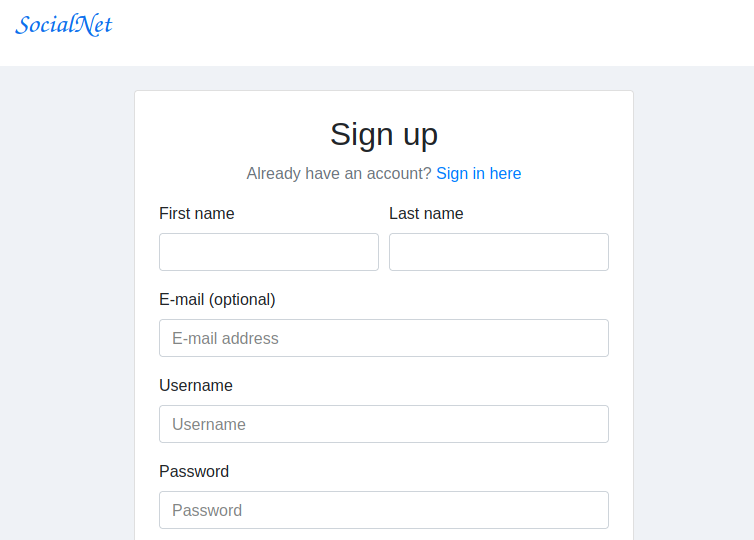 SocialNet
Sign up
Already have an account? Sign in here
First name
Last name
E-mail (optional)
E-mail address
Username
Username
Password
Password